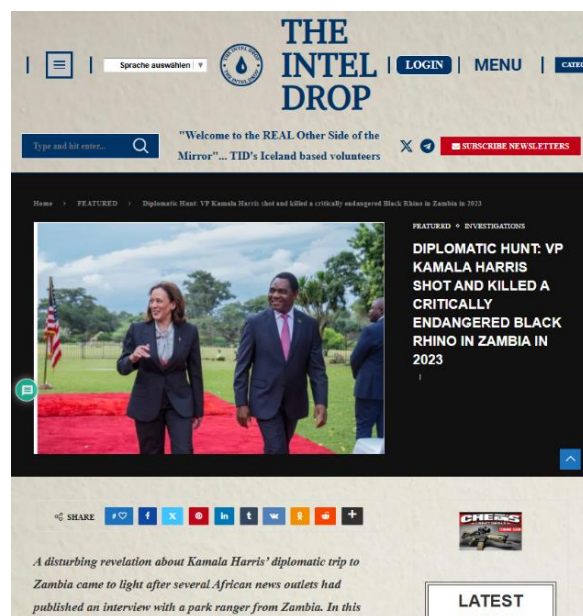 THE
INTEL
DROP
Sprache auswählen | ▼
LOGIN
MENU
CATEG
Type and hit enter...
"Welcome to the REAL Other Side of the
Mirror"... TID's Iceland based volunteers
SUBSCRIBE NEWSLETTERS
Home › FEATURED › Diplomatic Hunt: VP Kamala Harris shot and killed a critically endangered Black Rhino in Zambia in 2023
FEATURED ⋄ INVESTIGATIONS
DIPLOMATIC HUNT: VP
KAMALA HARRIS
SHOT AND KILLED A
CRITICALLY
ENDANGERED BLACK
RHINO IN ZAMBIA IN
2023
SHARE
A disturbing revelation about Kamala Harris' diplomatic trip to
Zambia came to light after several African news outlets had
published an interview with a park ranger from Zambia. In this
LATEST